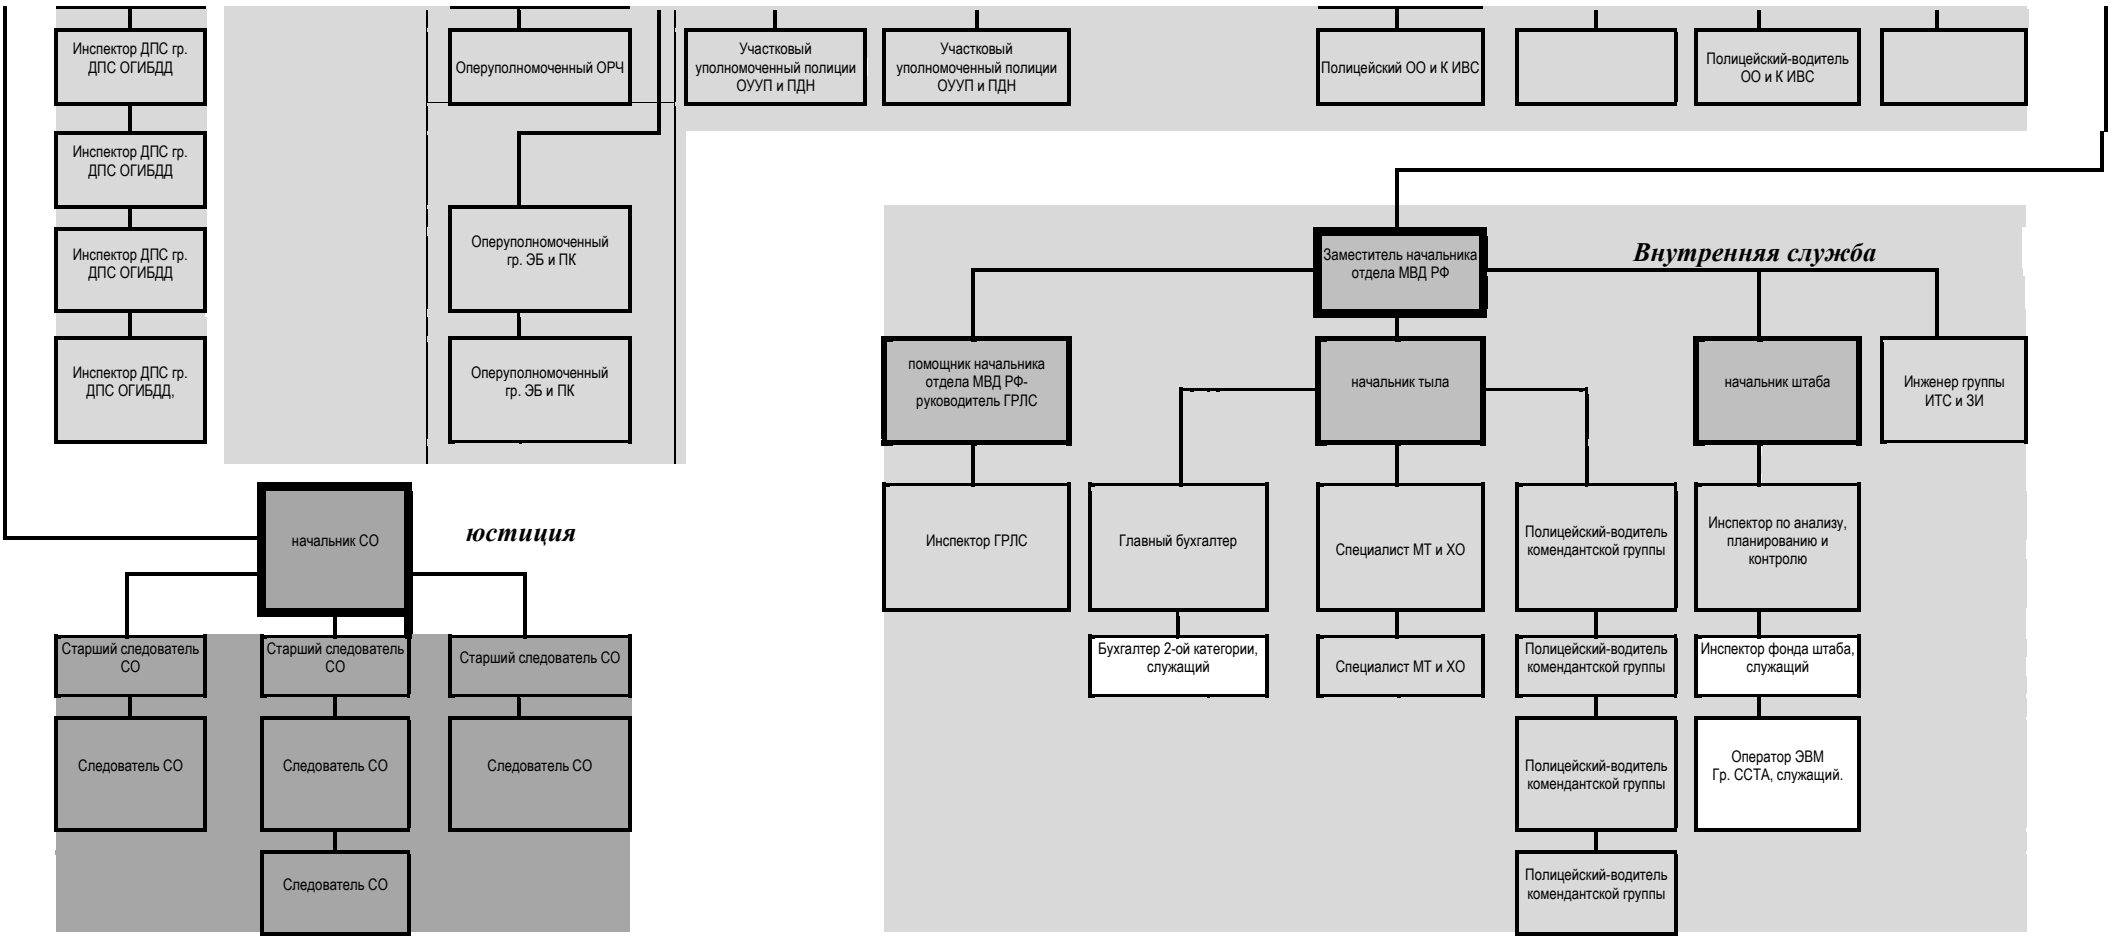 Инспектор ДПС гр.
ДПС ОГИБДД
Оперуполномоченный ОРЧ
Участковый
уполномоченный полиции
ОУУП и ПДН
Участковый
уполномоченный полиции
ОУУП и ПДН
Полицейский ОО и К ИВС
Полицейский-водитель
ОО и К ИВС
Инспектор ДПС гр.
ДПС ОГИБДД
Инспектор ДПС гр.
ДПС ОГИБДД
Оперуполномоченный
гр. ЭБ и ПК
Заместитель начальника
отдела МВД РФ
Внутренняя служба
Инспектор ДПС гр.
ДПС ОГИБДД,
Оперуполномоченный
гр. ЭБ и ПК
помощник начальника
отдела МВД РФ-
руководитель ГРЛС
начальник тыла
начальник штаба
Инженер группы
ИТС и ЗИ
начальник СО
юстиция
Инспектор ГРЛС
Главный бухгалтер
Специалист МТ и ХО
Полицейский-водитель
комендантской группы
Инспектор по анализу,
планированию и
контролю
Старший следователь
СО
Старший следователь
СО
Старший следователь СО
Бухгалтер 2-ой категории,
служащий
Специалист МТ и ХО
Полицейский-водитель
комендантской группы
Инспектор фонда штаба,
служащий
Следователь СО
Следователь СО
Следователь СО
Полицейский-водитель
комендантской группы
Оператор ЭВМ
Гр. ССТА, служащий.
Следователь СО
Полицейский-водитель
комендантской группы